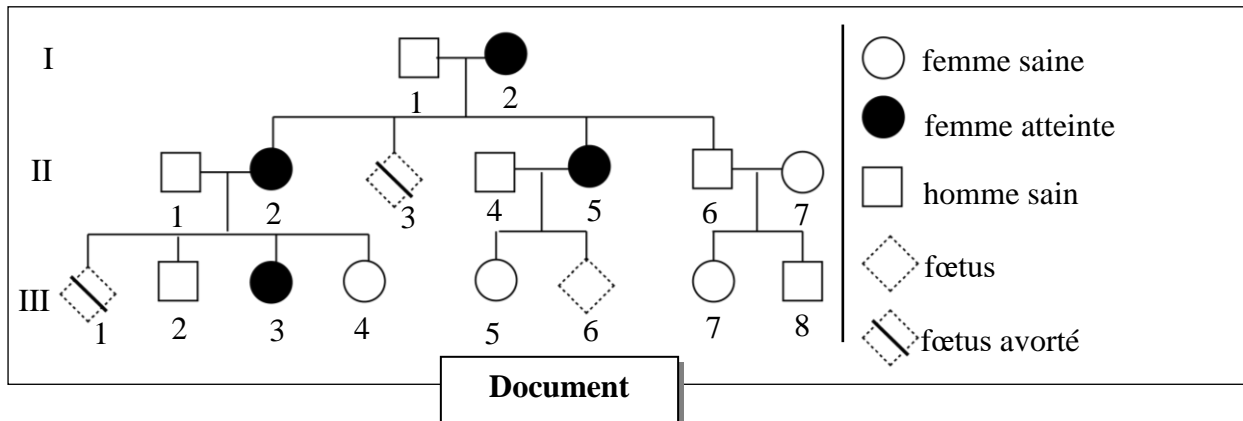 I
1 2
II
1 2 3 4 5 6 7
III
1 2 3 4 5 6 7 8
femme saine
femme atteinte
homme sain
fœtus
fœtus avorté
Document